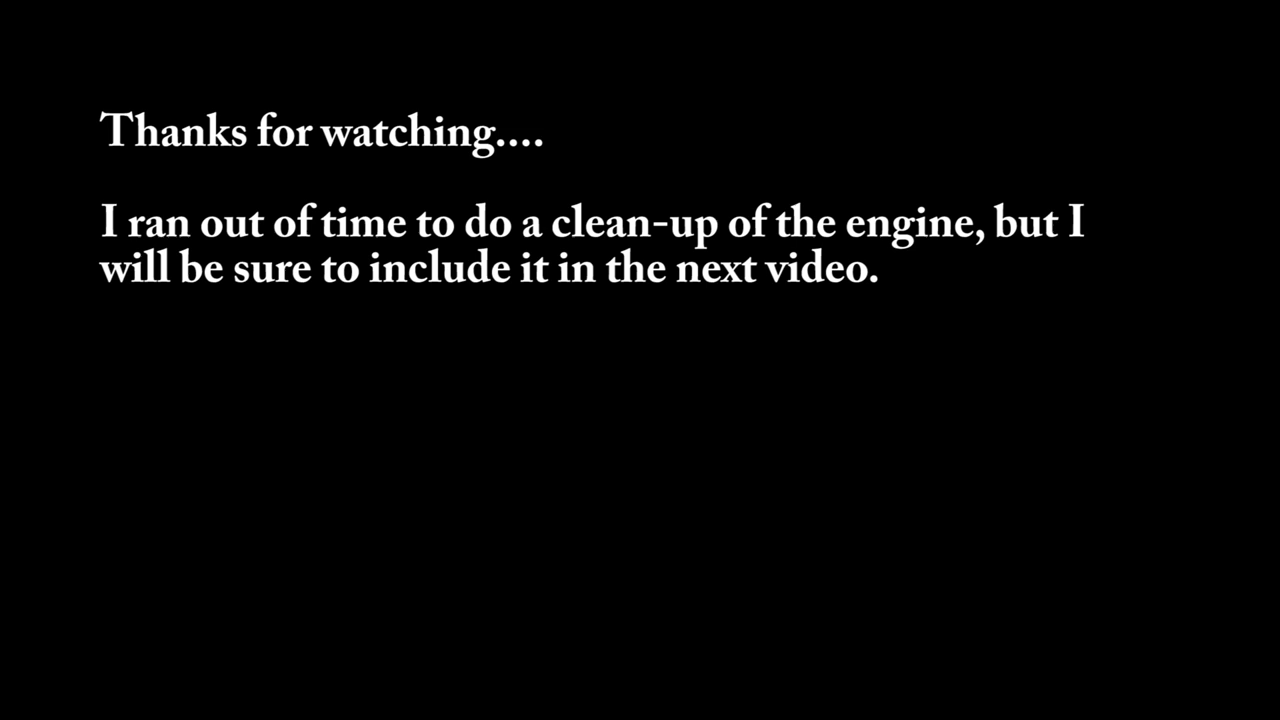 Thanks for watching....
I ran out of time to do a clean-up of the engine, but I
will be sure to include it in the next video.